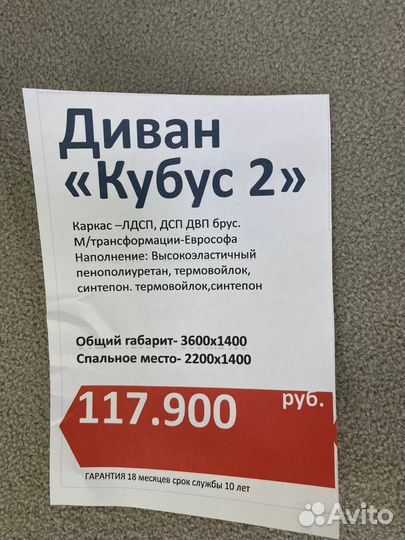 Диван
«Кубус 2»
Каркас –ЛДСП, ДСП ДВП брус.
М/трансформации-Еврософа
Наполнение: Высокоэластичный
пенополиуретан, термовойлок,
синтепон. термовойлок,синтепон
Общий габарит- 3600х1400
Спальное место- 2200х1400
117.900 руб.
ГАРАНТИЯ 18 месяцев срок службы 10 лет
Avito